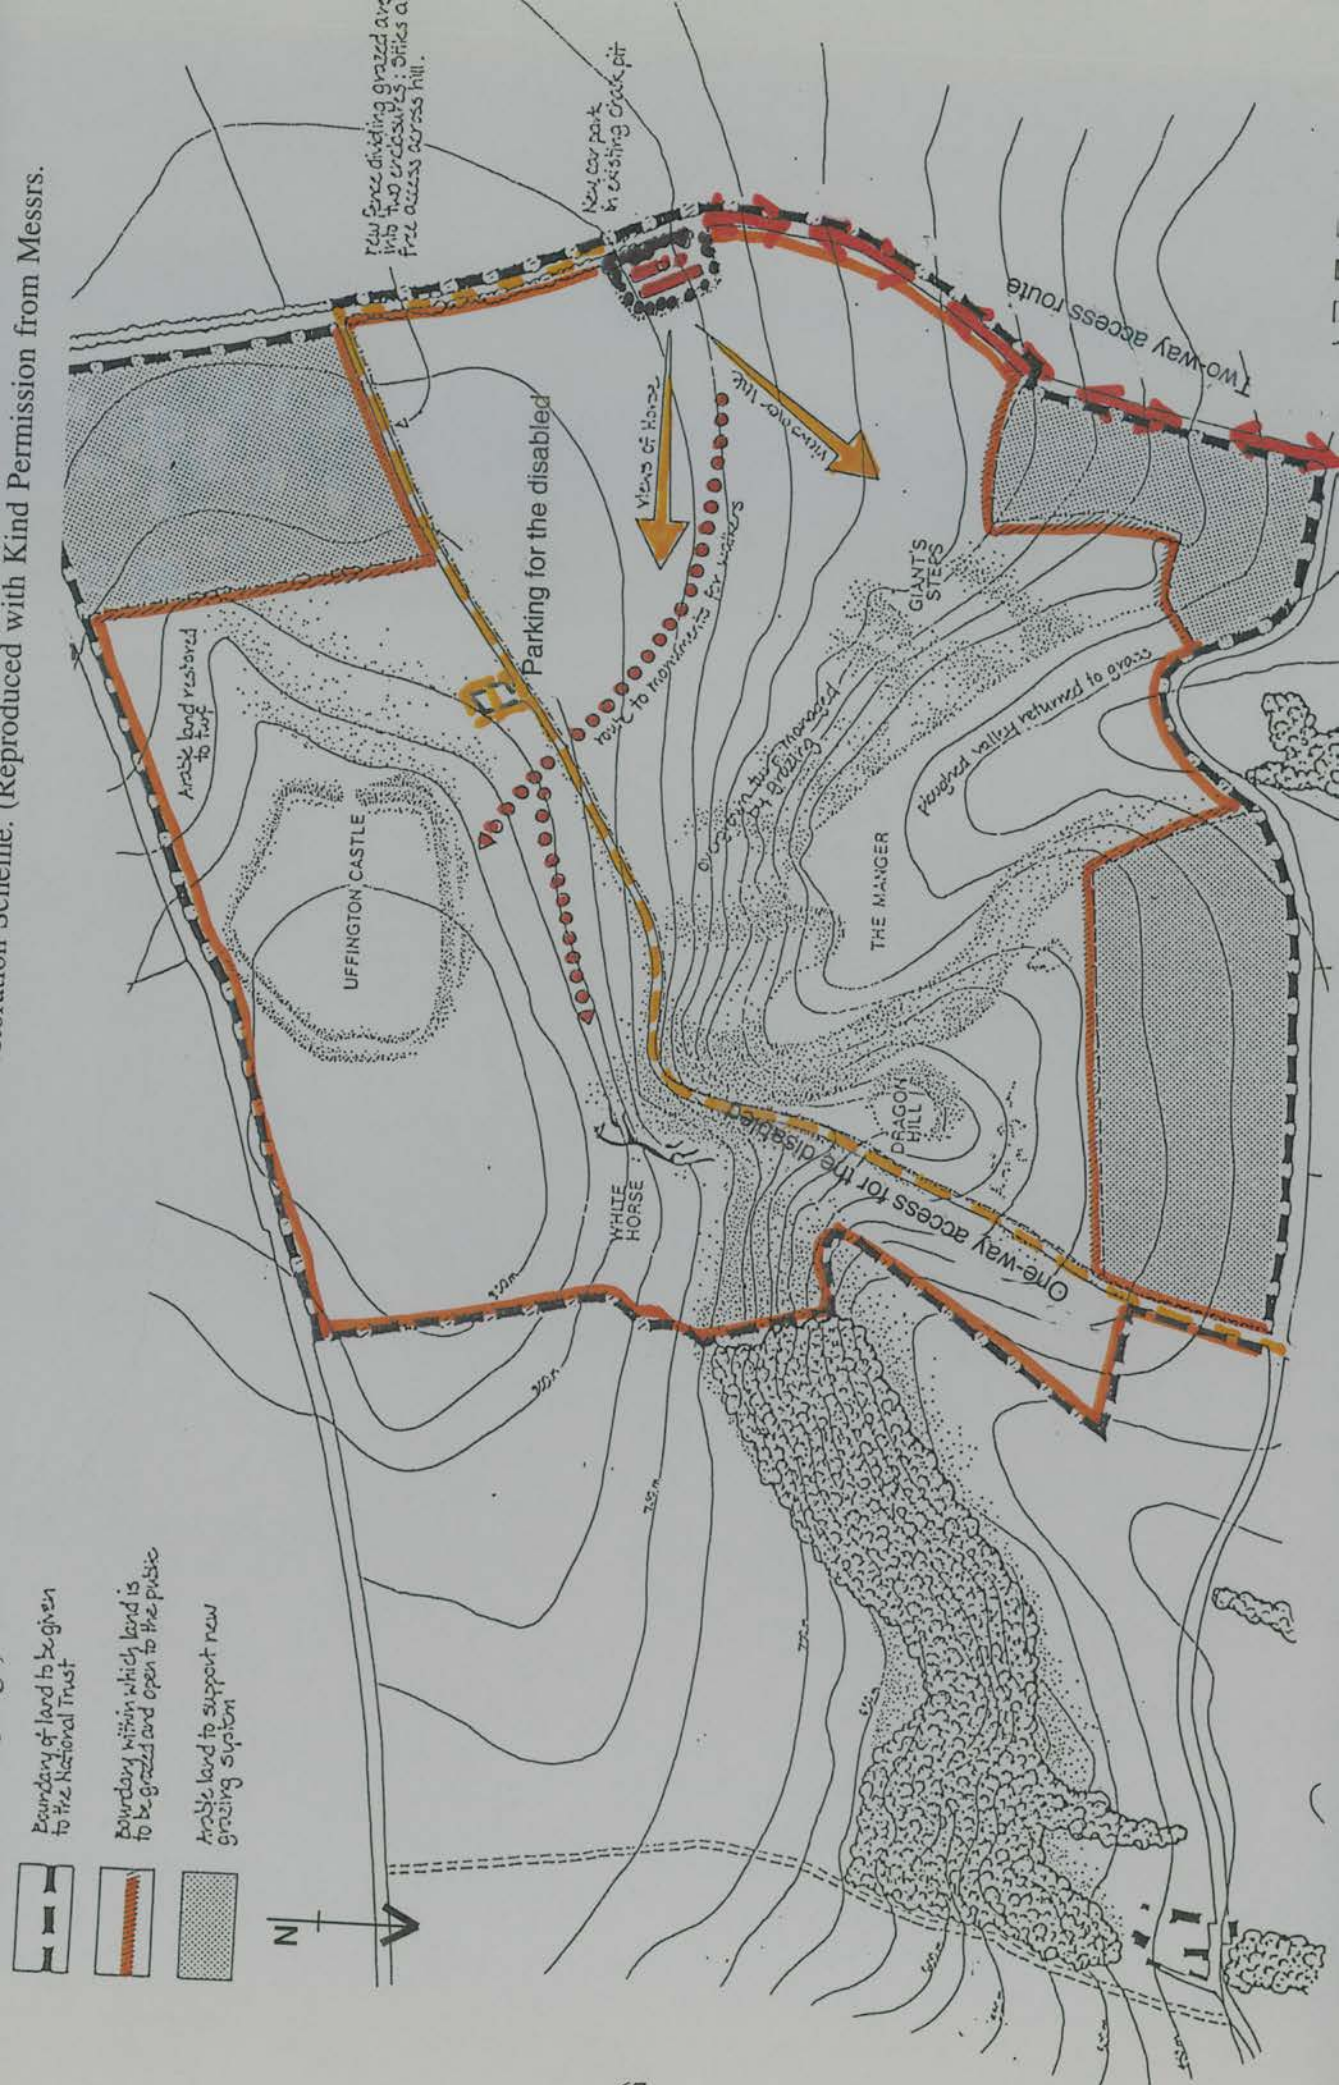 (Reproduced with Kind Permission from Messrs.
Boundary of land to be given
to the National Trust
Boundary within which land is
to be grazed and open to the public
Arable land to support new
grazing system
N
new fence dividing grazed
into two enclosures: stiles
free access across hill.
New car park
in existing chalk pit
Arable land restored
to turf
UFFINGTON CASTLE
Parking for the disabled
Views of Horse
Views over Vale
route to monuments for walkers
Two-way access route
GIANT'S
STEPS
turf managed
by grazing
ploughed valley returned to grass
THE MANGER
WHITE
HORSE
DRAGON
HILL
One-way access for the disabled